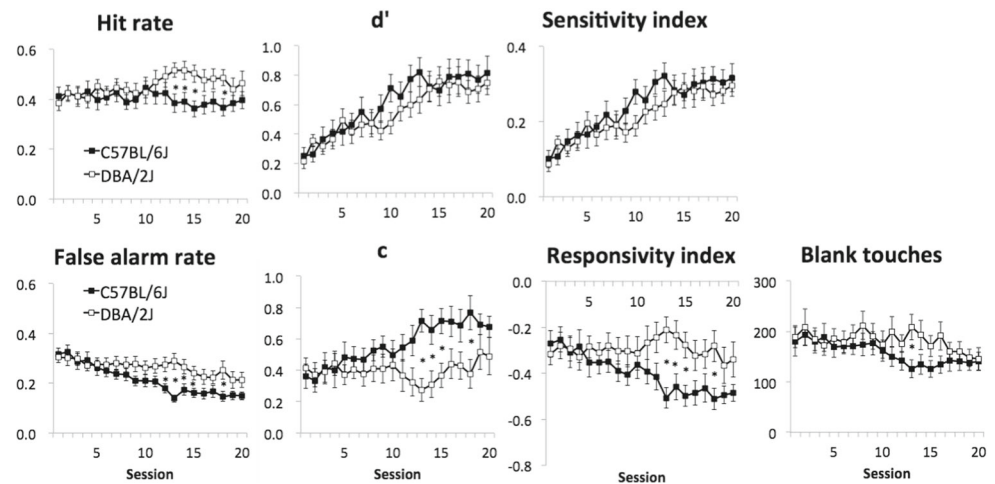 Hit rate
d'
Sensitivity index
0.6
0.4
0.2
0.0
C57BL/6J
DBA/2J
* * * *
5 10 15 20
1.0
0.8
0.6
0.4
0.2
0.0
5 10 15 20
0.4
0.2
0.0
5 10 15 20
False alarm rate
c
Responsivity index
Blank touches
0.6
0.4
0.2
0.0
C57BL/6J
DBA/2J
5 10 15 20
Session
1.0
0.8
0.6
0.4
0.2
0.0
5 10 15 20
Session
0.0
-0.2
-0.4
-0.6
-0.8
5 10 15 20
Session
300
200
100
0
5 10 15 20
Session